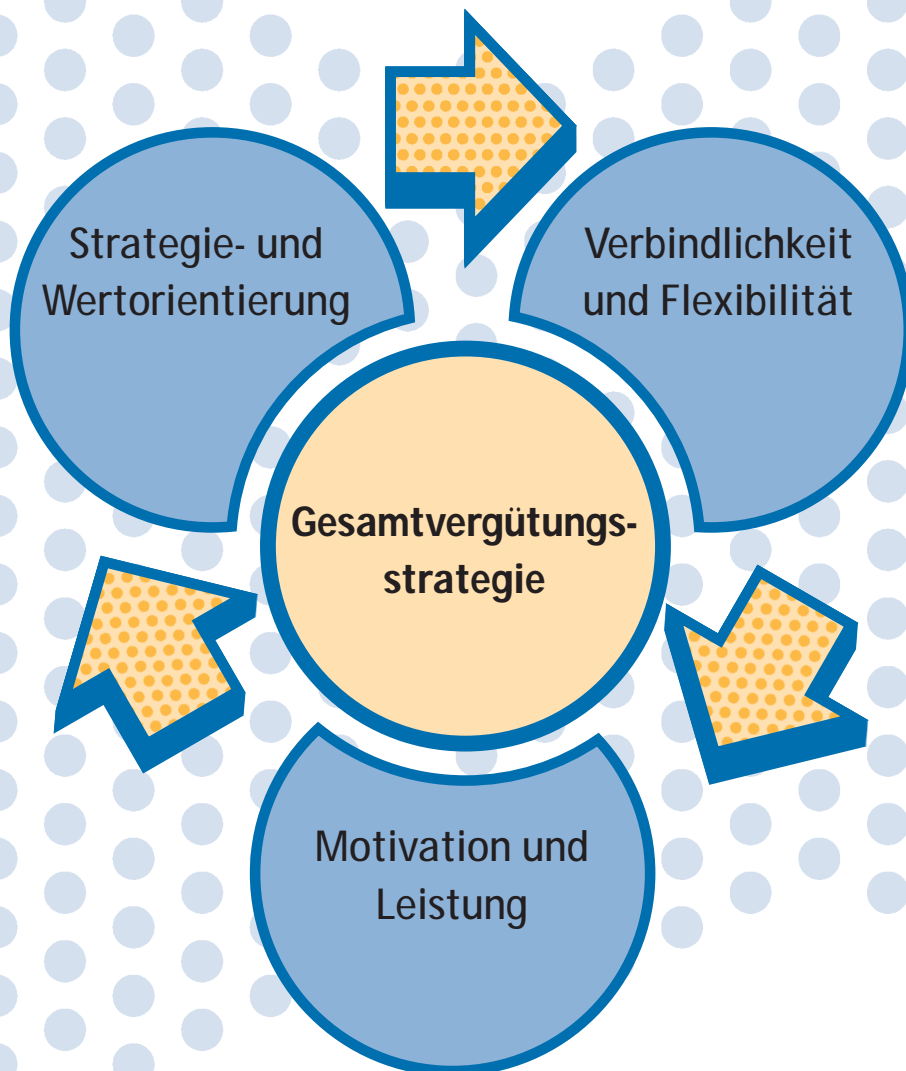 Strategie- und
Wertorientierung
Verbindlichkeit
und Flexibilität
Gesamtvergütungs-
strategie
Motivation und
Leistung